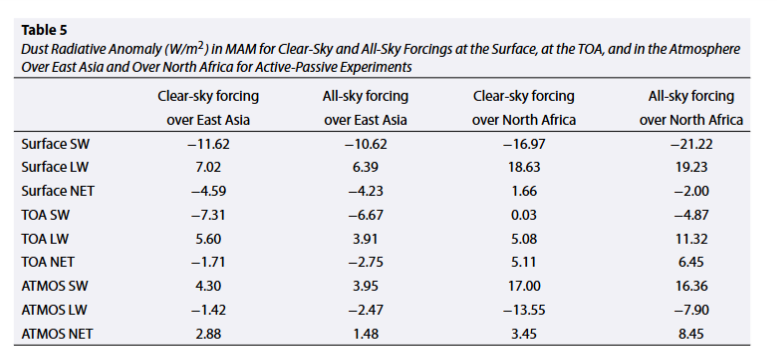 Table 5
Dust Radiative Anomaly (W/m²) in MAM for Clear-Sky and All-Sky Forcings at the Surface, at the TOA, and in the Atmosphere
Over East Asia and Over North Africa for Active-Passive Experiments
Clear-sky forcing All-sky forcing Clear-sky forcing All-sky forcing
over East Asia over East Asia over North Africa over North Africa
Surface SW −11.62 −10.62 −16.97 −21.22
Surface LW 7.02 6.39 18.63 19.23
Surface NET −4.59 −4.23 1.66 −2.00
TOA SW −7.31 −6.67 0.03 −4.87
TOA LW 5.60 3.91 5.08 11.32
TOA NET −1.71 −2.75 5.11 6.45
ATMOS SW 4.30 3.95 17.00 16.36
ATMOS LW −1.42 −2.47 −13.55 −7.90
ATMOS NET 2.88 1.48 3.45 8.45